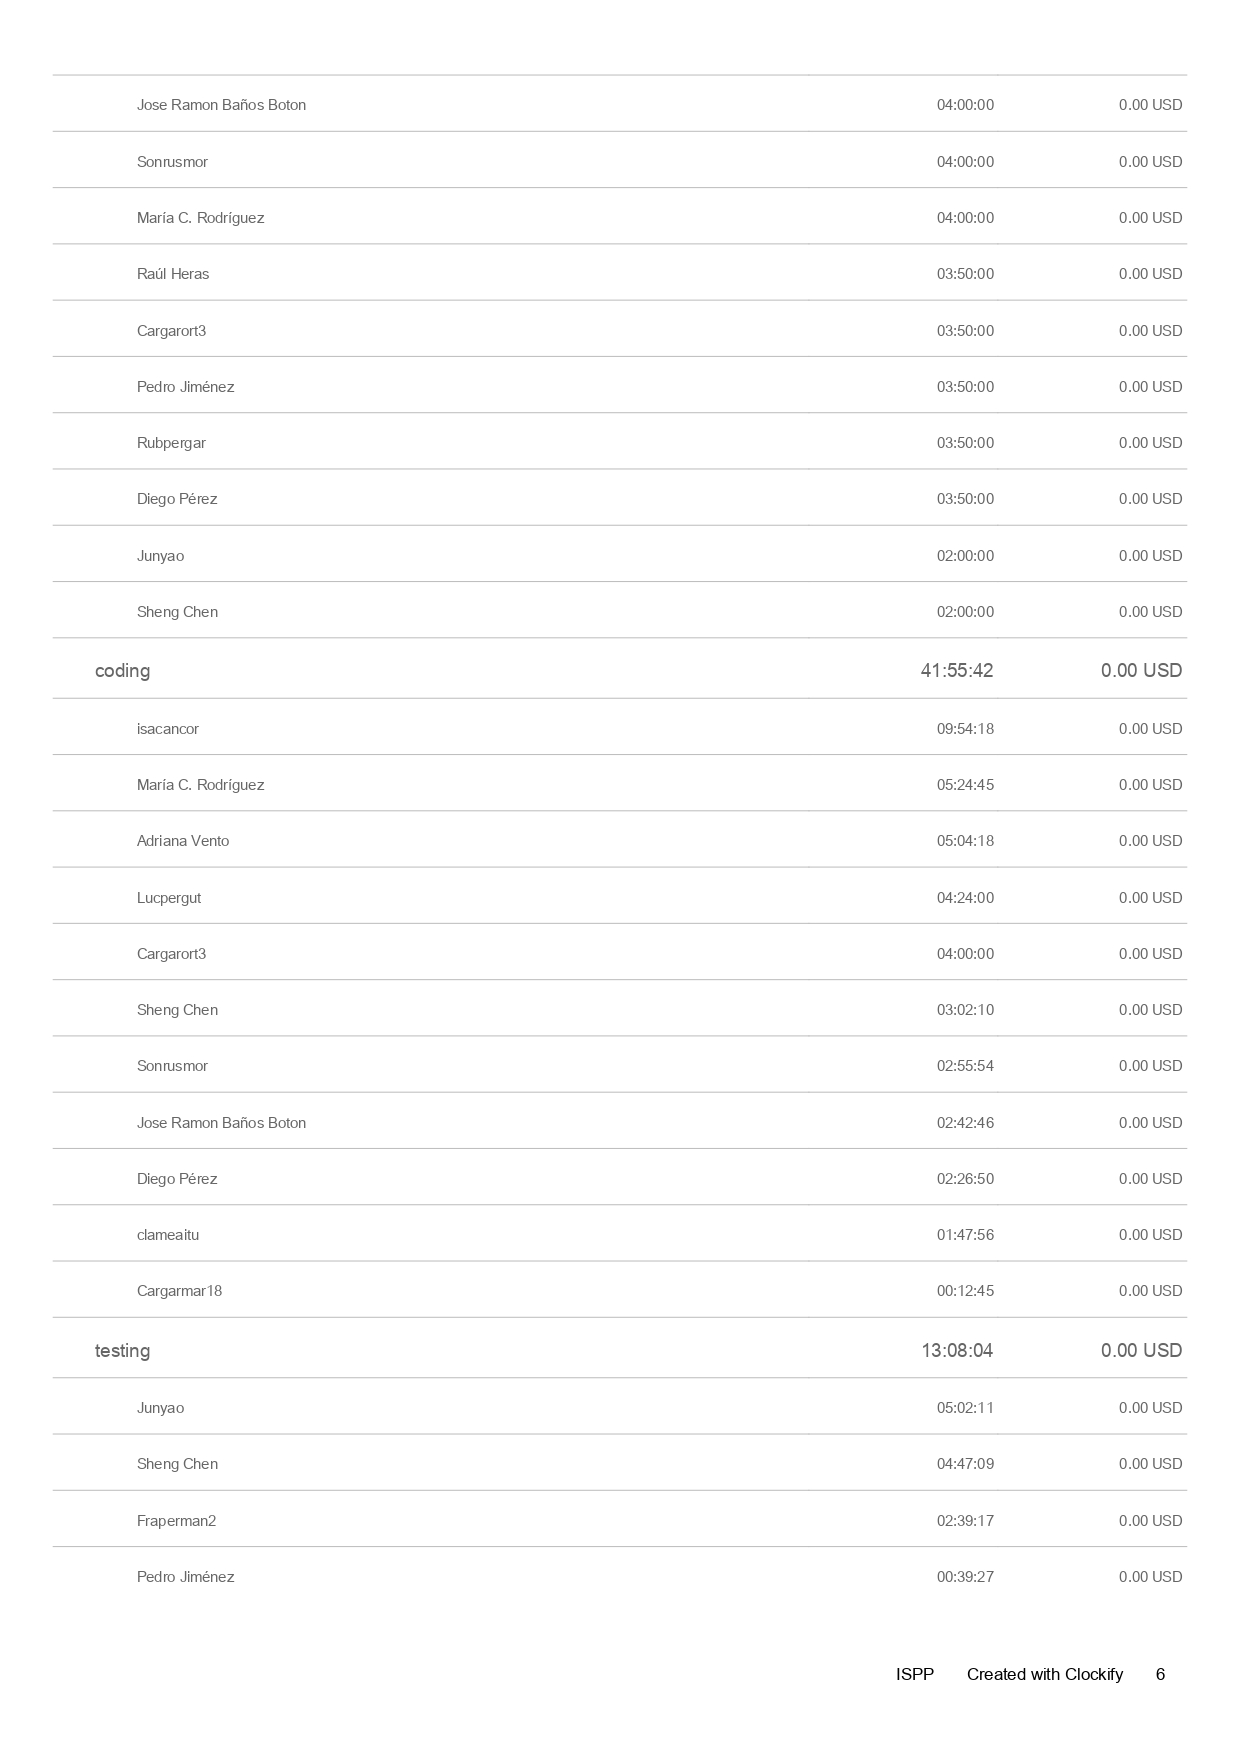 Jose Ramon Baños Boton 04:00:00 0.00 USD
Sonrusmor 04:00:00 0.00 USD
María C. Rodríguez 04:00:00 0.00 USD
Raúl Heras 03:50:00 0.00 USD
Cargarort3 03:50:00 0.00 USD
Pedro Jiménez 03:50:00 0.00 USD
Rubpergar 03:50:00 0.00 USD
Diego Pérez 03:50:00 0.00 USD
Junyao 02:00:00 0.00 USD
Sheng Chen 02:00:00 0.00 USD
coding 41:55:42 0.00 USD
isacancor 09:54:18 0.00 USD
María C. Rodríguez 05:24:45 0.00 USD
Adriana Vento 05:04:18 0.00 USD
Lucpergut 04:24:00 0.00 USD
Cargarort3 04:00:00 0.00 USD
Sheng Chen 03:02:10 0.00 USD
Sonrusmor 02:55:54 0.00 USD
Jose Ramon Baños Boton 02:42:46 0.00 USD
Diego Pérez 02:26:50 0.00 USD
clameaitu 01:47:56 0.00 USD
Cargarmar18 00:12:45 0.00 USD
testing 13:08:04 0.00 USD
Junyao 05:02:11 0.00 USD
Sheng Chen 04:47:09 0.00 USD
Fraperman2 02:39:17 0.00 USD
Pedro Jiménez 00:39:27 0.00 USD
ISPP Created with Clockify 6